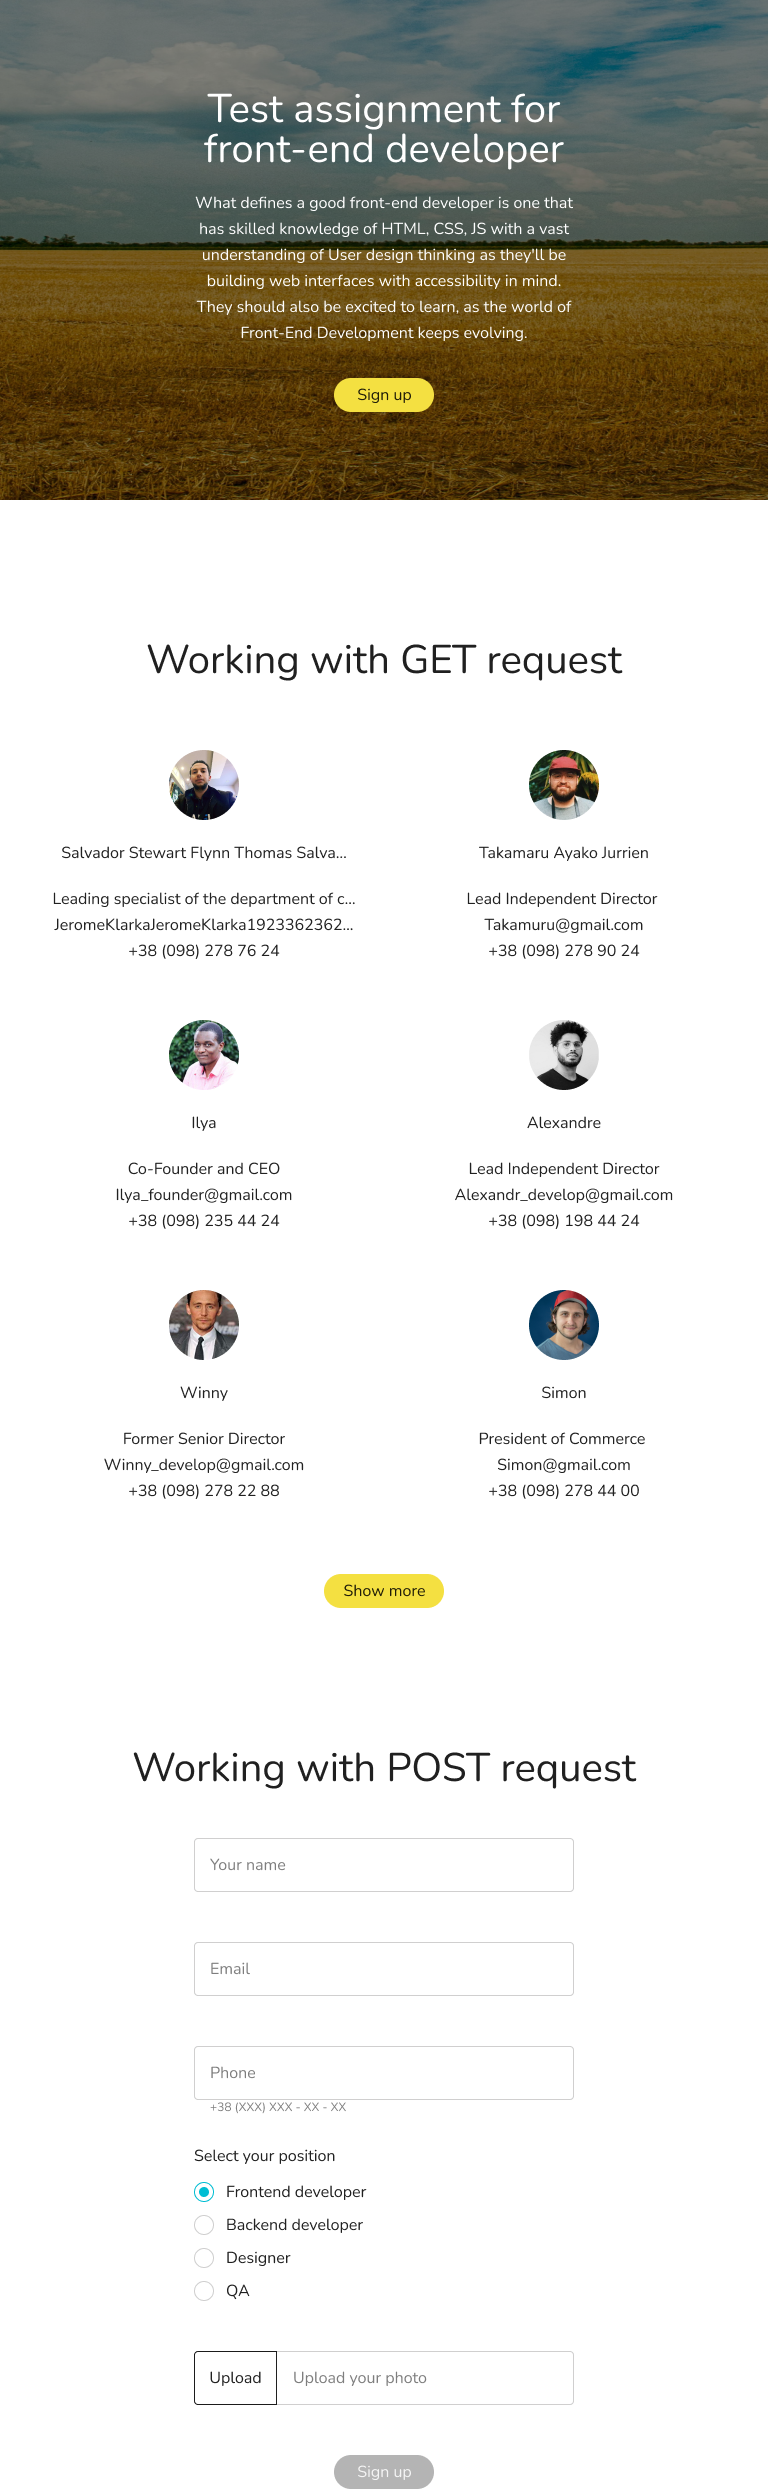 Test assignment for
front-end developer
What defines a good front-end developer is one that
has skilled knowledge of HTML, CSS, JS with a vast
understanding of User design thinking as they'll be
building web interfaces with accessibility in mind.
They should also be excited to learn, as the world of
Front-End Development keeps evolving.
Sign up
Working with GET request
Salvador Stewart Flynn Thomas Salva...
Leading specialist of the department of c...
JeromeKlarkaJeromeKlarka1923362362...
+38 (098) 278 76 24
Takamaru Ayako Jurrien
Lead Independent Director
Takamuru@gmail.com
+38 (098) 278 90 24
Ilya
Co-Founder and CEO
Ilya_founder@gmail.com
+38 (098) 235 44 24
Alexandre
Lead Independent Director
Alexandr_develop@gmail.com
+38 (098) 198 44 24
Winny
Former Senior Director
Winny_develop@gmail.com
+38 (098) 278 22 88
Simon
President of Commerce
Simon@gmail.com
+38 (098) 278 44 00
Show more
Working with POST request
Your name
Email
Phone
+38 (XXX) XXX - XX - XX
Select your position
Frontend developer
Backend developer
Designer
QA
Upload
Upload your photo
Sign up